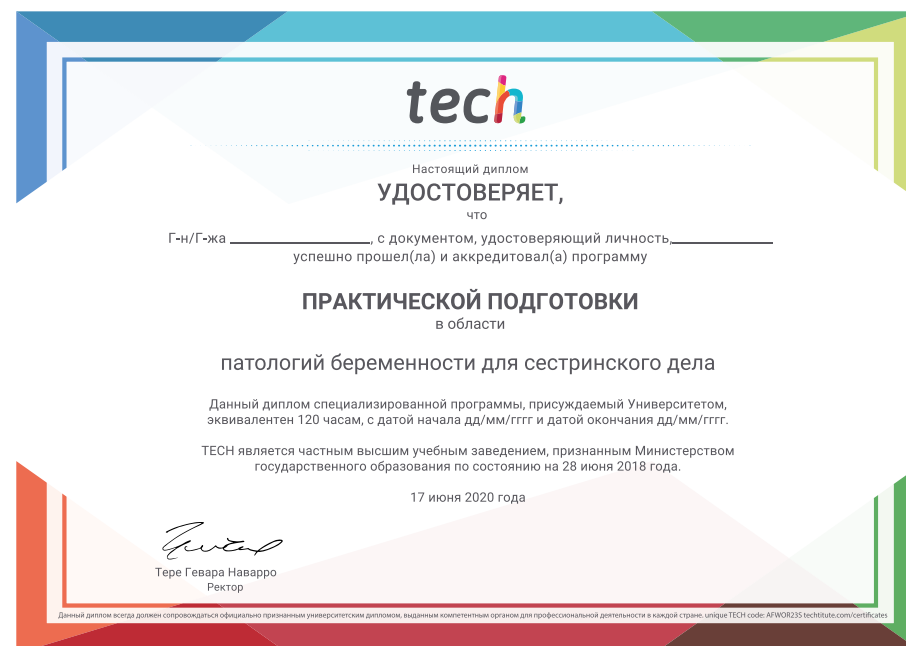 tech
Настоящий диплом
УДОСТОВЕРЯЕТ,
что
Г-н/Г-жа ____________________, с документом, удостоверяющий личность,______________
успешно прошел(ла) и аккредитовал(а) программу
ПРАКТИЧЕСКОЙ ПОДГОТОВКИ
в области
патологий беременности для сестринского дела
Данный диплом специализированной программы, присуждаемый Университетом,
эквивалентен 120 часам, с датой начала дд/мм/гггг и датой окончания дд/мм/гггг.
TECH является частным высшим учебным заведением, признанным Министерством
государственного образования по состоянию на 28 июня 2018 года.
17 июня 2020 года
Тере Гевара Наварро
Ректор
Данный диплом всегда должен сопровождаться официально признанным университетским дипломом, выданным компетентным органом для профессиональной деятельности в каждой стране. unique TECH code: AFWOR23S techtitute.com/certificates